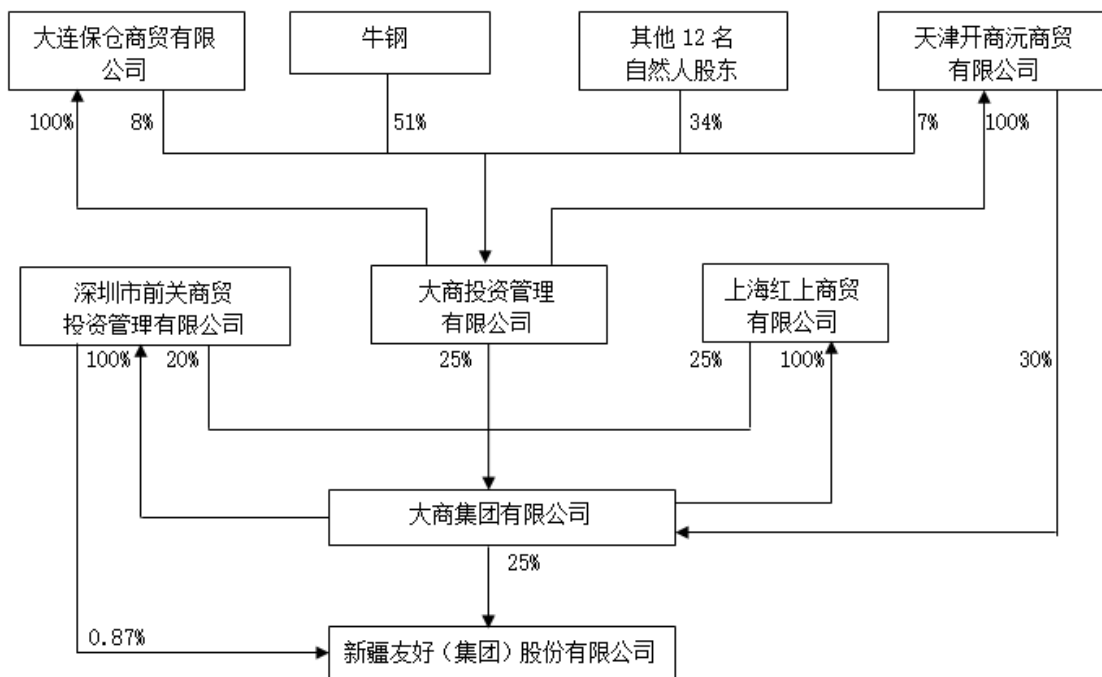 大连保仓商贸有限
公司
牛钢
其他 12 名
自然人股东
天津开商沅商贸
有限公司
100%
8%
51%
34%
7%
100%
深圳市前关商贸
投资管理有限公司
大商投资管理
有限公司
上海红上商贸
有限公司
100%
20%
25%
25%
100%
30%
大商集团有限公司
25%
0.87%
新疆友好（集团）股份有限公司